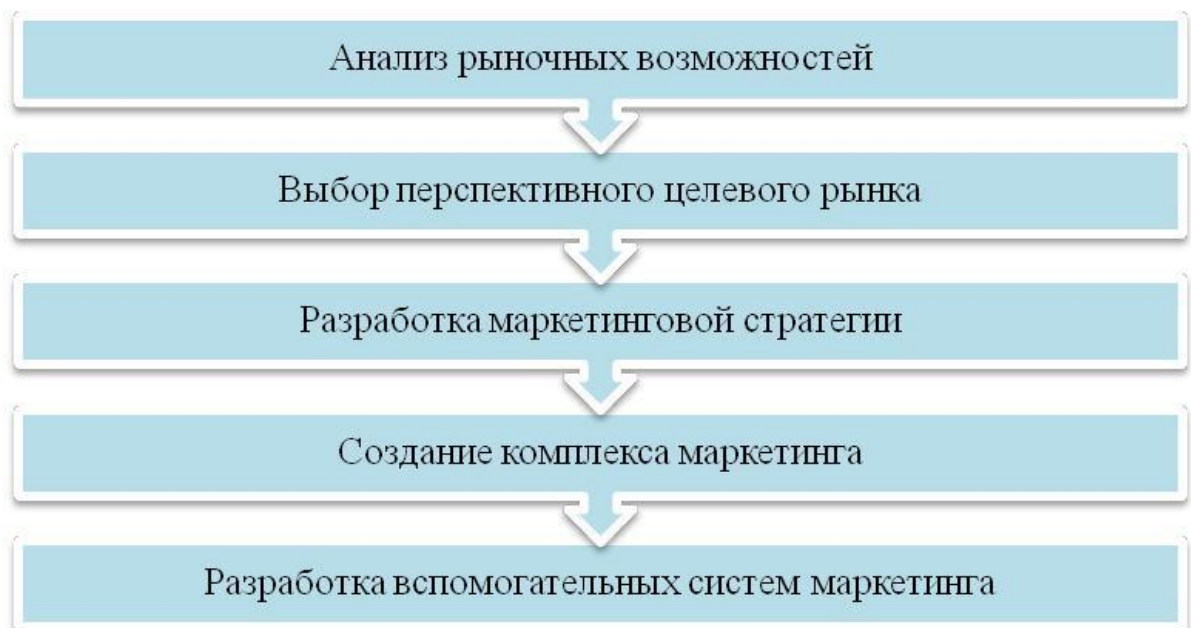 Анализ рыночных возможностей
Выбор перспективного целевого рынка
Разработка маркетинговой стратегии
Создание комплекса маркетинга
Разработка вспомогательных систем маркетинга